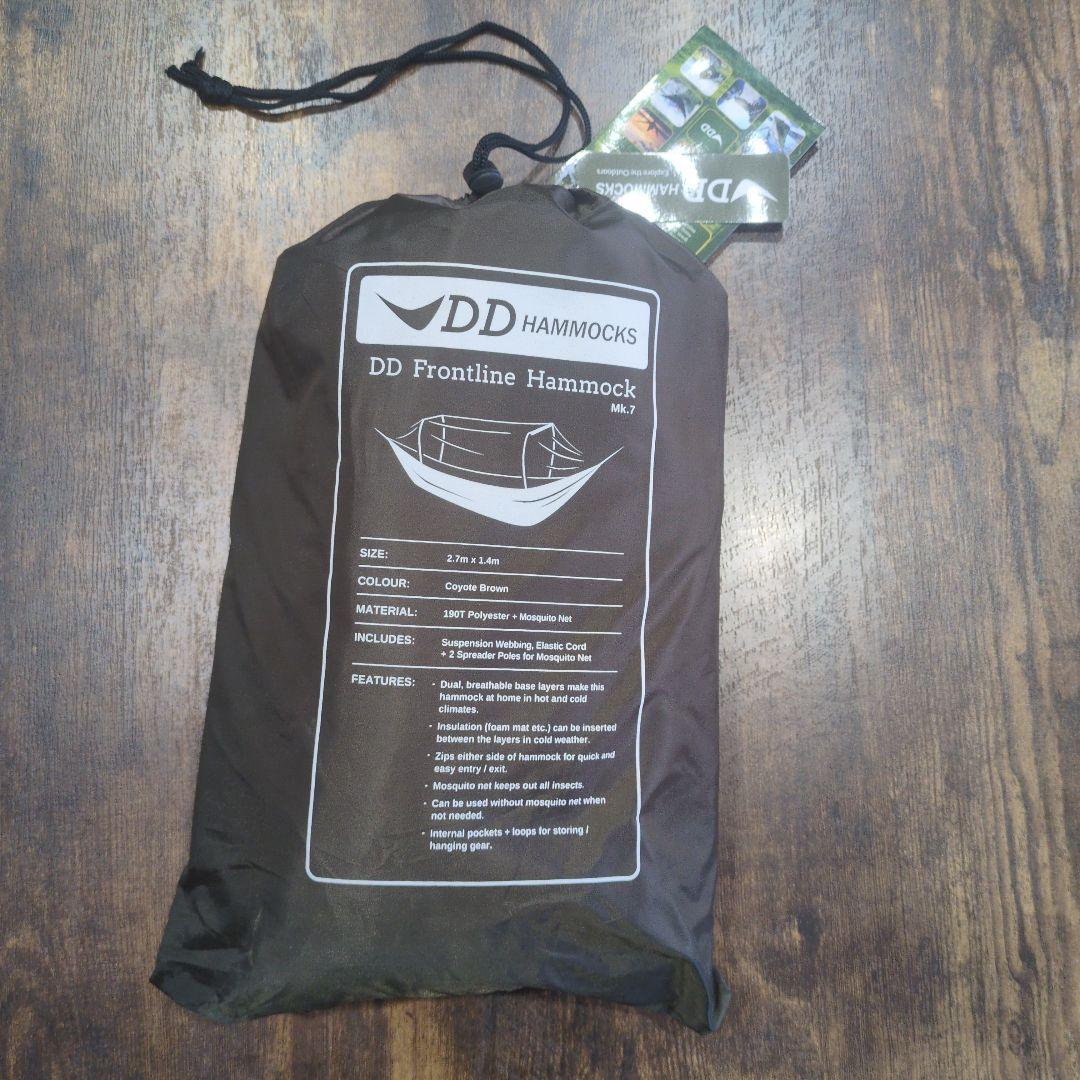 DD
DD HAMMOCKS
Explore the Outdoors
DD HAMMOCKS
DD Frontline Hammock
Mk.7
SIZE: 2.7m x 1.4m
COLOUR: Coyote Brown
MATERIAL: 190T Polyester + Mosquito Net
INCLUDES: Suspension Webbing, Elastic Cord
+ 2 Spreader Poles for Mosquito Net
FEATURES: - Dual, breathable base layers make this
hammock at home in hot and cold
climates.
- Insulation (foam mat etc.) can be inserted
between the layers in cold weather.
- Zips either side of hammock for quick and
easy entry / exit.
- Mosquito net keeps out all insects.
- Can be used without mosquito net when
not needed.
- Internal pockets + loops for storing /
hanging gear.